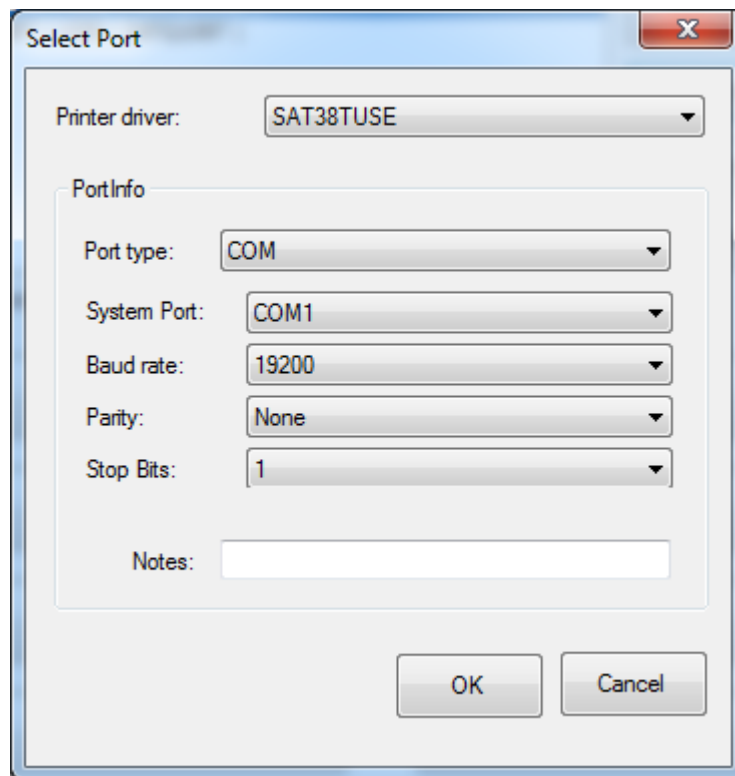 Select Port
Printer driver: SAT38TUSE
PortInfo
Port type: COM
System Port: COM1
Baud rate: 19200
Parity: None
Stop Bits: 1
Notes:
OK Cancel